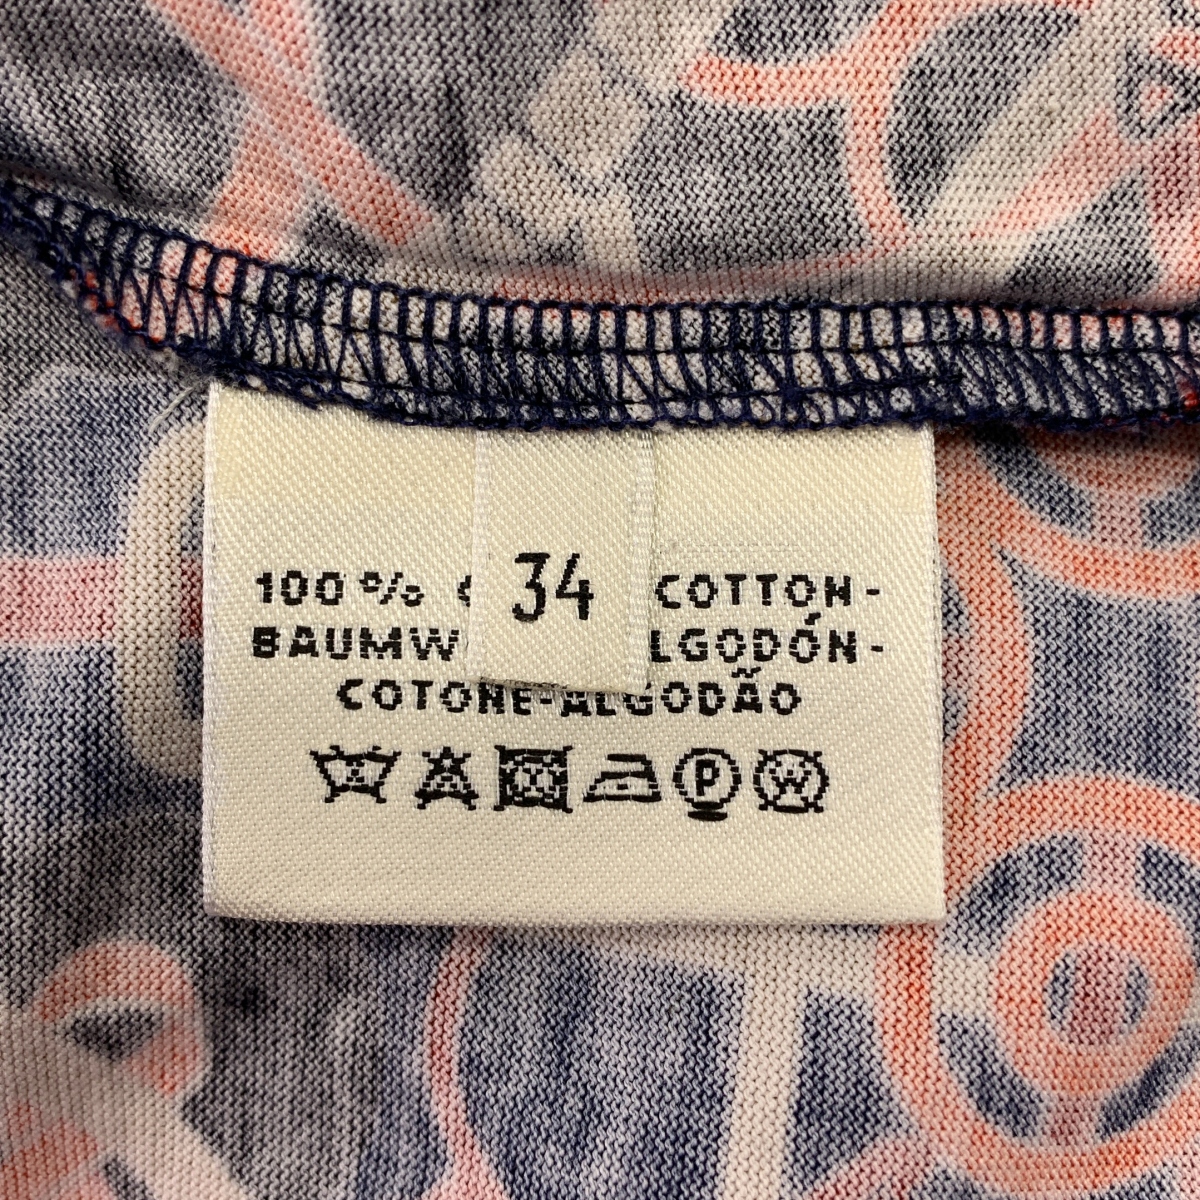 34
100 % COTTON-
BAUMW LGODÓN-
COTONE-ALGODÃO
P W